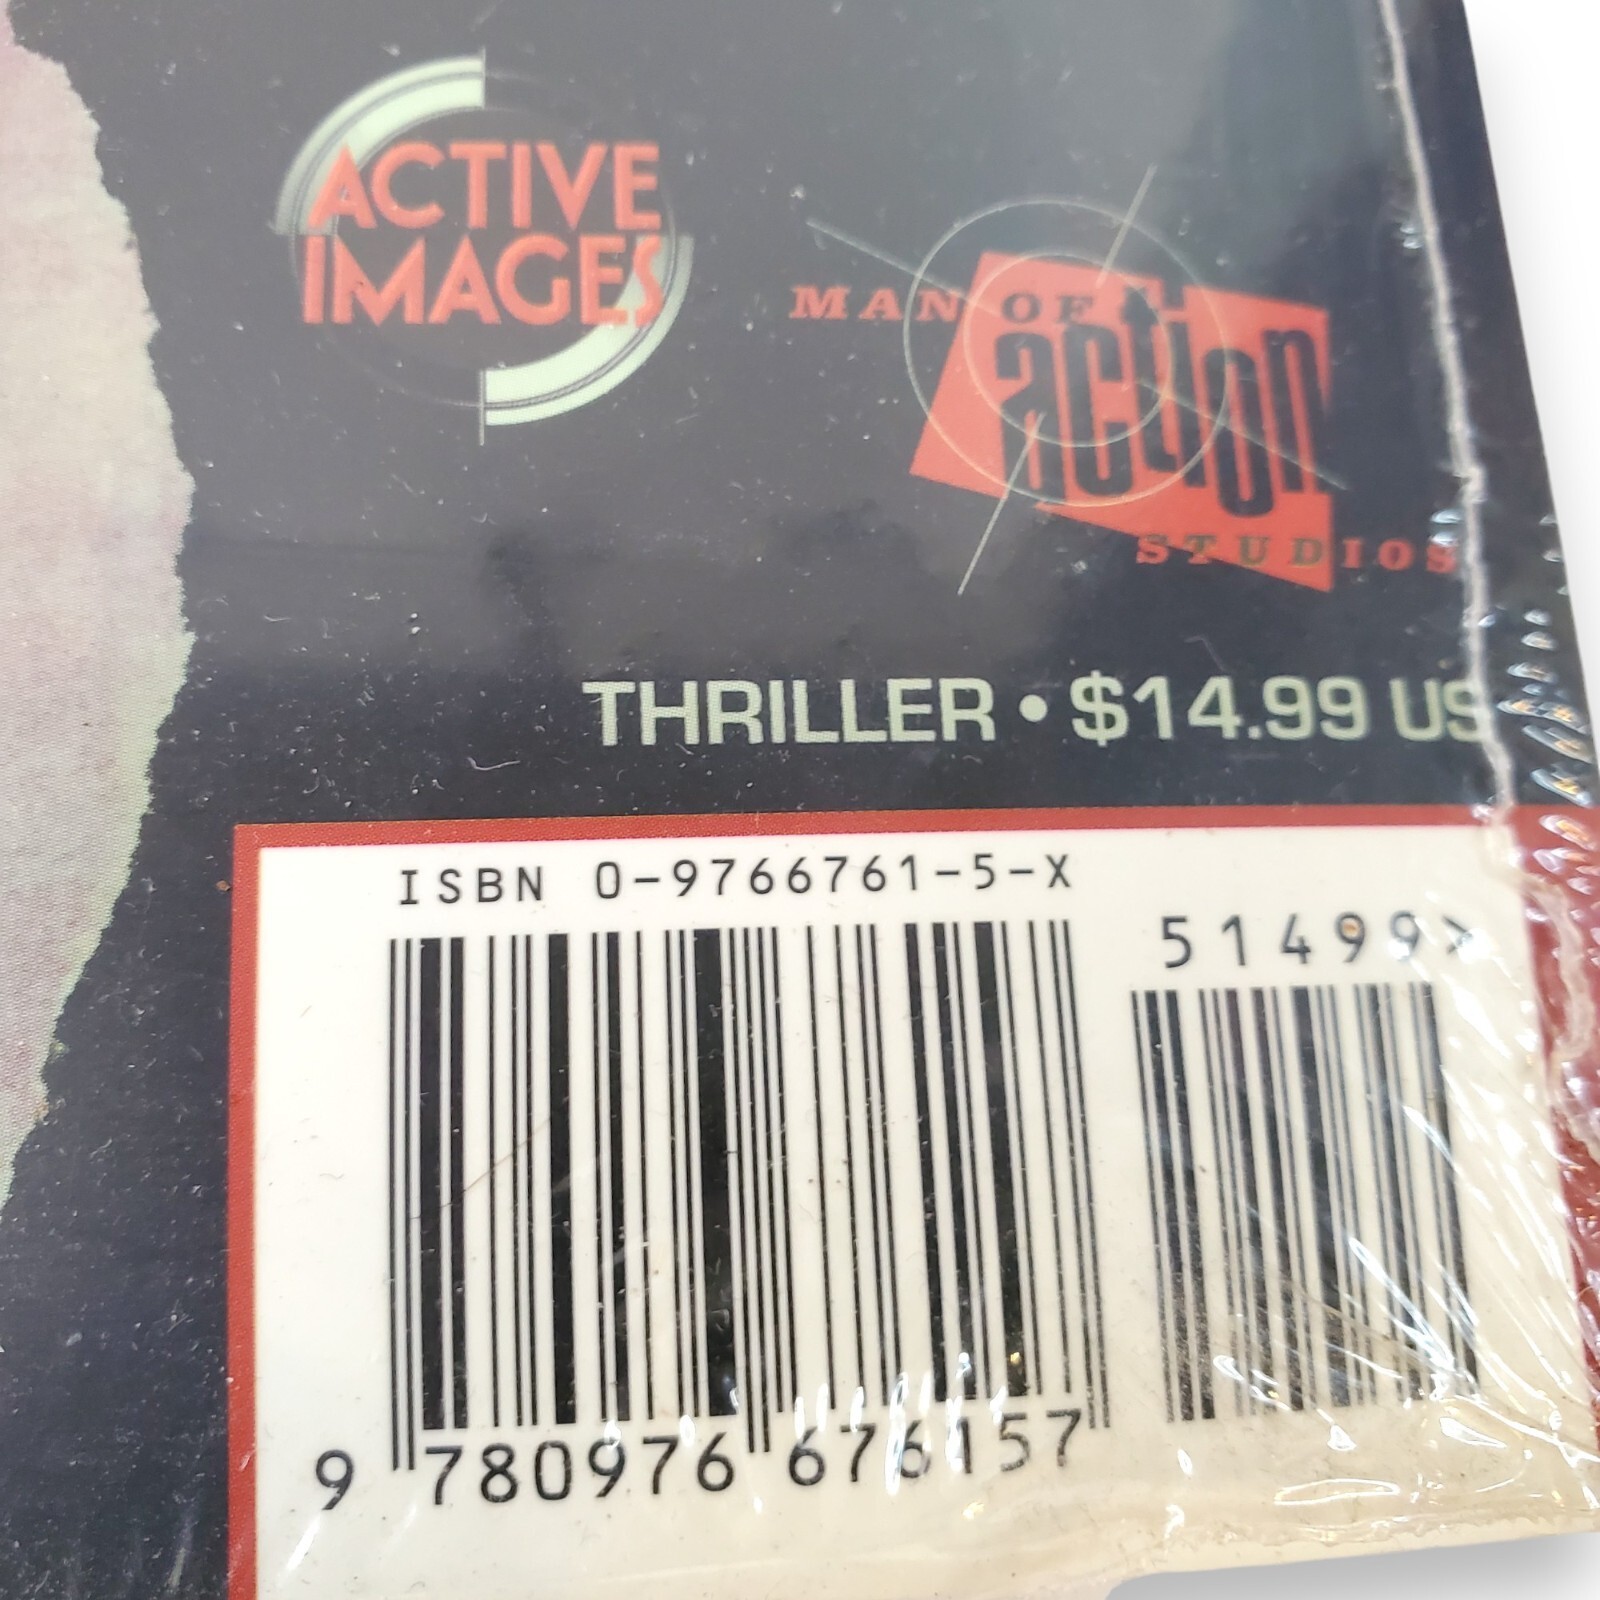 ACTIVE
IMAGES
MAN OF
action
STUDIOS
THRILLER • $14.99 US
ISBN 0-9766761-5-X
51499>
9 780976 676157